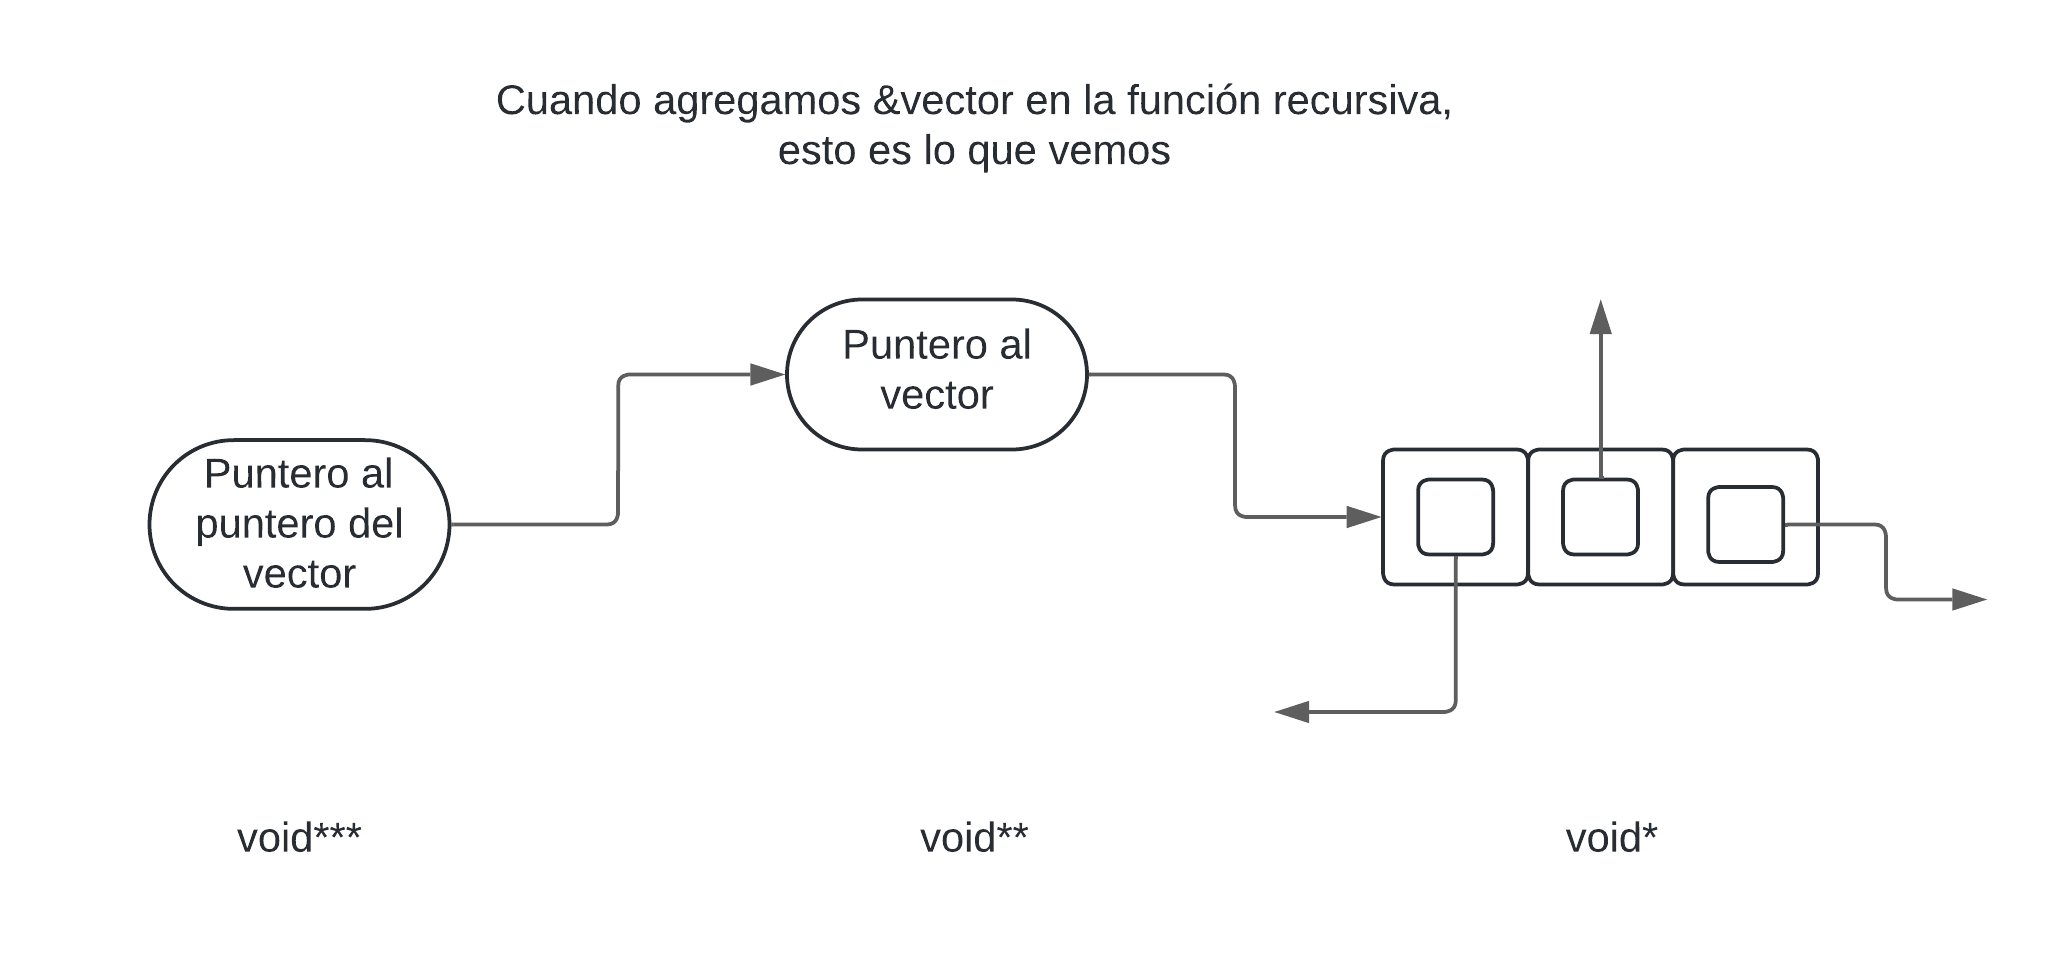 Cuando agregamos &vector en la función recursiva,
esto es lo que vemos
Puntero al
puntero del
vector
Puntero al
vector
void***
void**
void*